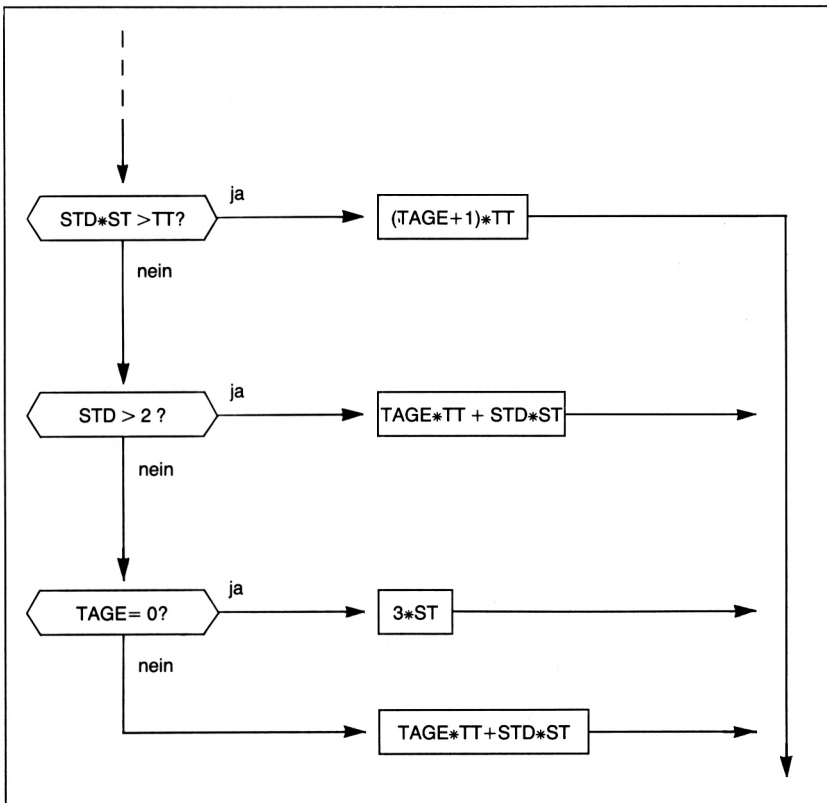 STD*ST >TT?
ja
(TAGE+1)*TT
nein
STD > 2 ?
ja
TAGE*TT + STD*ST
nein
TAGE= 0?
ja
3*ST
nein
TAGE*TT+STD*ST